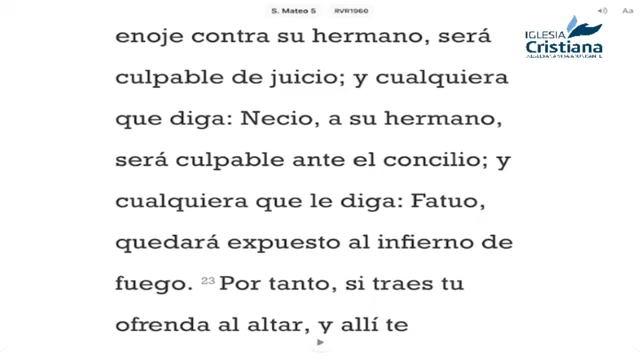 S. Mateo 5 RVR1960 Aa
IGLESIA
Cristiana
enoje contra su hermano, será
culpable de juicio; y cualquiera
que diga: Necio, a su hermano,
será culpable ante el concilio; y
cualquiera que le diga: Fatuo,
quedará expuesto al infierno de
fuego. 23 Por tanto, si traes tu
ofrenda al altar, y allí te